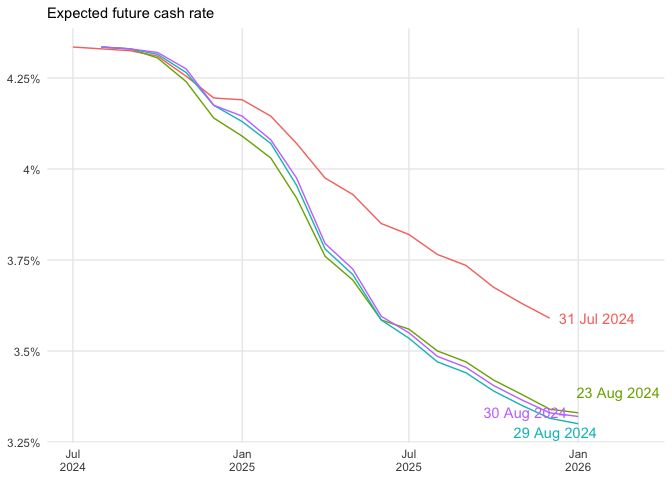 Expected future cash rate
4.25%
4%
3.75%
3.5%
3.25%
31 Jul 2024
23 Aug 2024
30 Aug 2024
29 Aug 2024
Jul
2024
Jan
2025
Jul
2025
Jan
2026